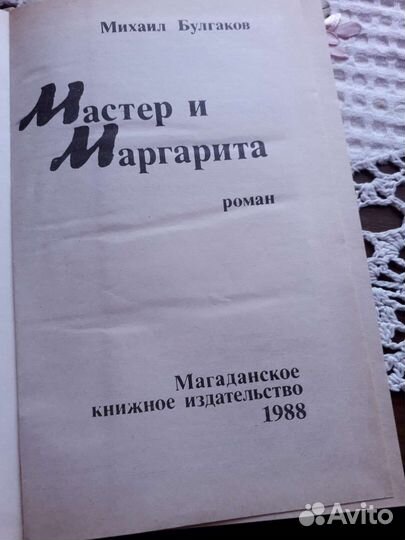 Михаил Булгаков
Мастер и
Маргарита
роман
Магаданское
книжное издательство
1988
Avito